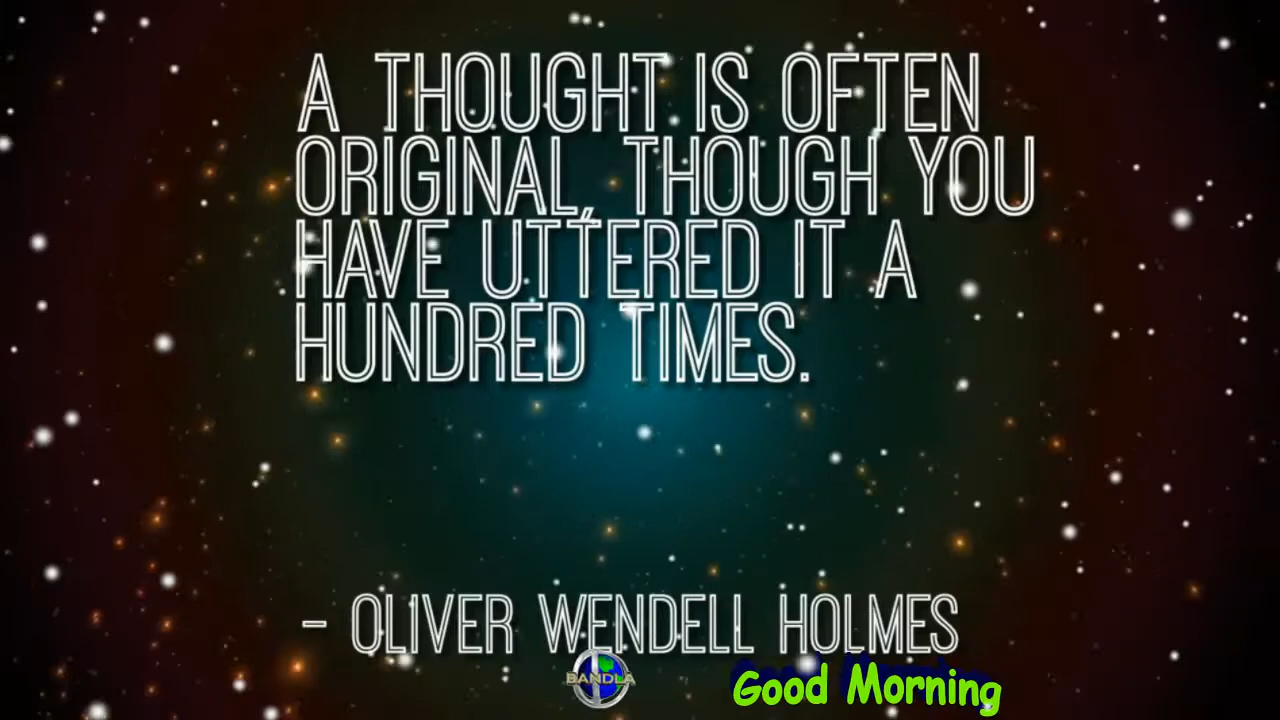 A THOUGHT IS OFTEN
ORIGINAL, THOUGH YOU
HAVE UTTERED IT A
HUNDRED TIMES.
- OLIVER WENDELL HOLMES
BANDLA
Good Morning